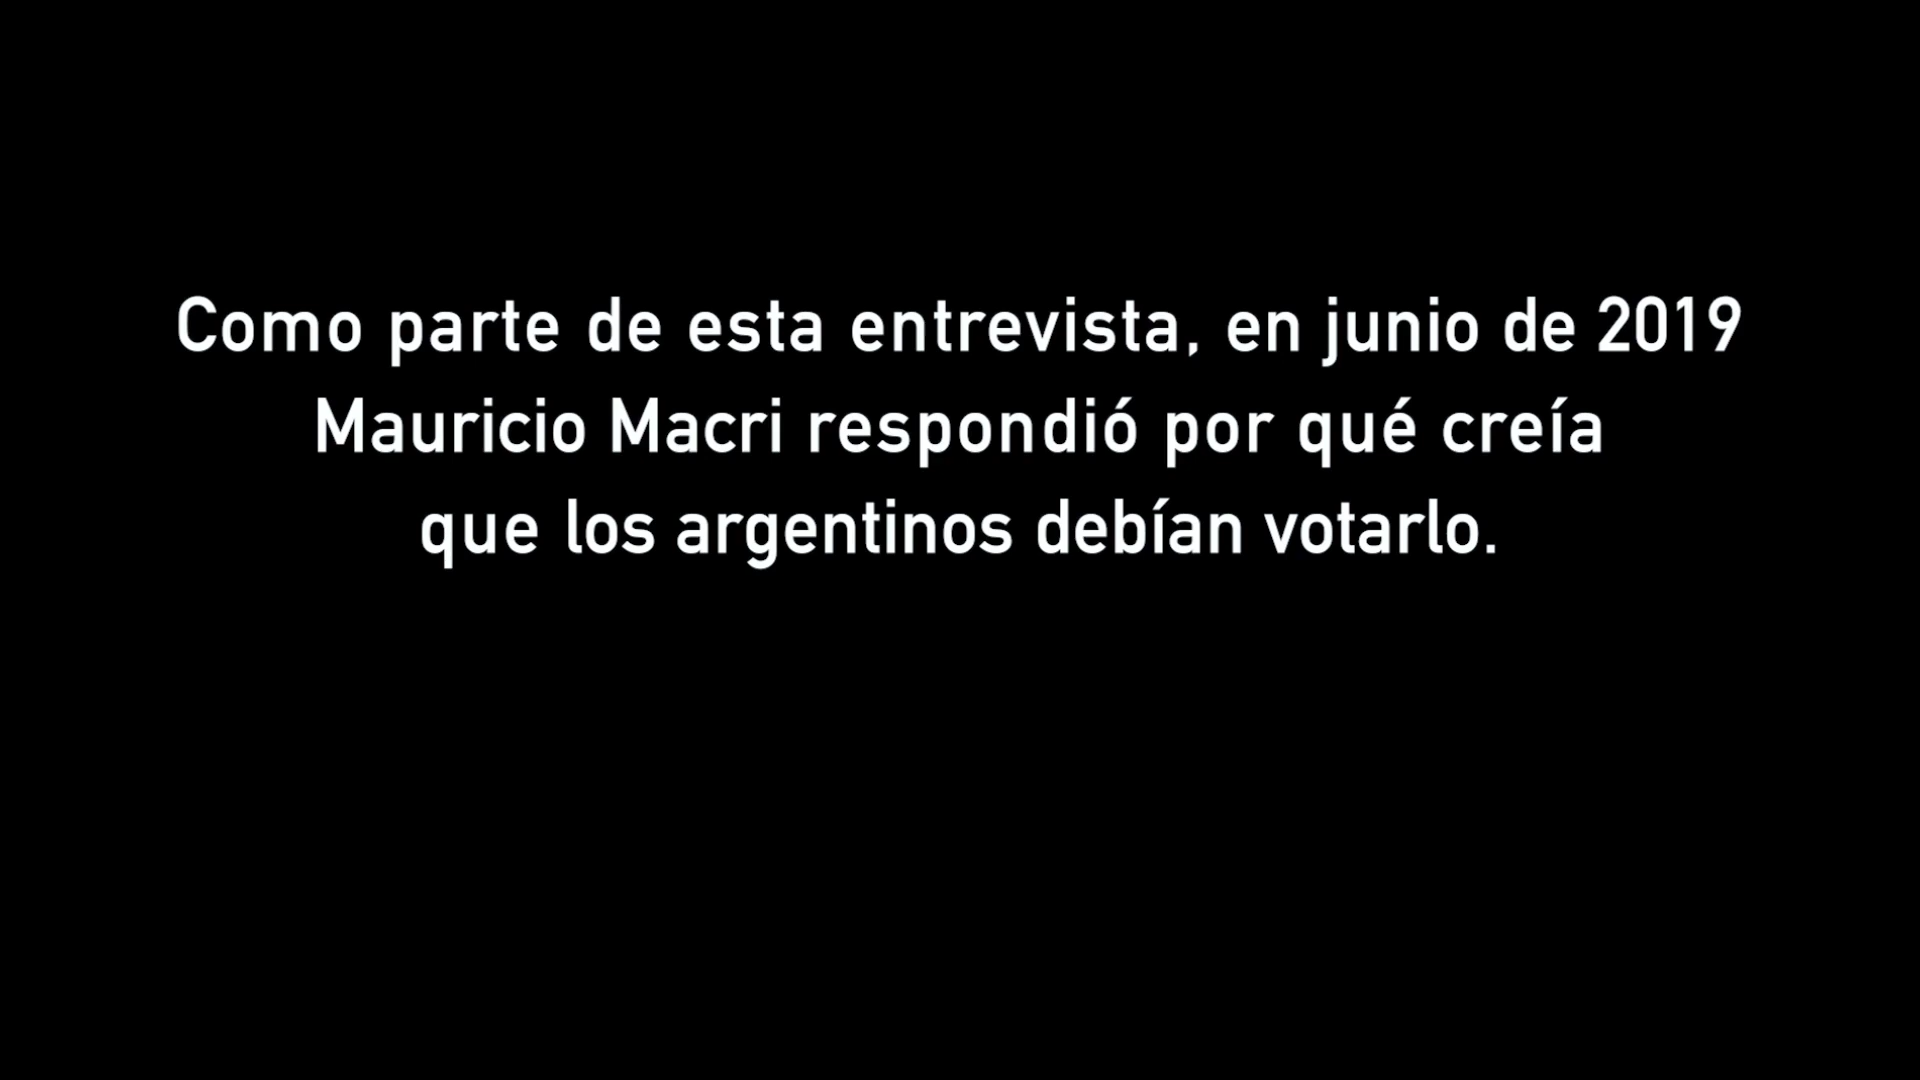 Como parte de esta entrevista, en junio de 2019
Mauricio Macri respondió por qué creía
que los argentinos debían votarlo.